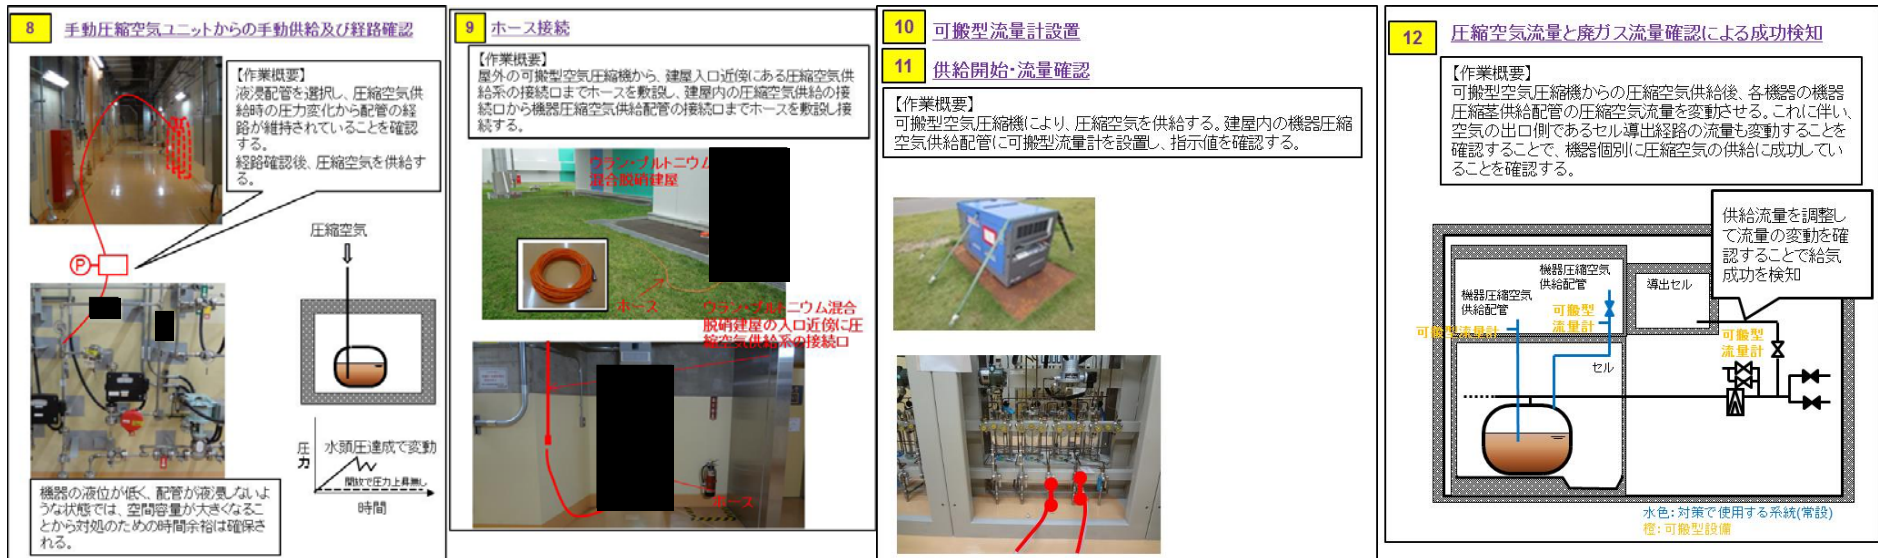 8 手動圧縮空気ユニットからの手動供給及び経路確認
【作業概要】
液浸配管を選択し、圧縮空気供
給時の圧力変化から配管の経
路が維持されていることを確認
する。
経路確認後、圧縮空気を供給す
る。
圧縮空気
P
圧力
水頭圧達成で変動
開放で圧力上昇無し
時間
機器の液位が低く、配管が液浸しないよ
うな状態では、空間容量が大きくなるこ
とから対処のための時間余裕は確保さ
れる。
9 ホース接続
【作業概要】
屋外の可搬型空気圧縮機から、建屋入口近傍にある圧縮空気供
給系の接続口までホースを敷設し、建屋内の圧縮空気供給の接
続口から機器圧縮空気供給配管の接続口までホースを敷設し接
続する。
ウラン・プルトニウム
混合脱硝建屋
ホース
ウラン・プルトニウム混合
脱硝建屋の入口近傍に圧
縮空気供給系の接続口
ホース
10 可搬型流量計設置
11 供給開始・流量確認
【作業概要】
可搬型空気圧縮機により、圧縮空気を供給する。建屋内の機器圧縮
空気供給配管に可搬型流量計を設置し、指示値を確認する。
12 圧縮空気流量と廃ガス流量確認による成功検知
【作業概要】
可搬型空気圧縮機からの圧縮空気供給後、各機器の機器
圧縮茎供給配管の圧縮空気流量を変動させる。これに伴い、
空気の出口側であるセル導出経路の流量も変動することを
確認することで、機器個別に圧縮空気の供給に成功してい
ることを確認する。
供給流量を調整し
て流量の変動を確
認することで給気
成功を検知
機器圧縮空気
供給配管
機器圧縮空気
供給配管
可搬型流量計
可搬型
流量計
導出セル
可搬型
流量計
セル
水色：対策で使用する系統(常設)
橙：可搬型設備